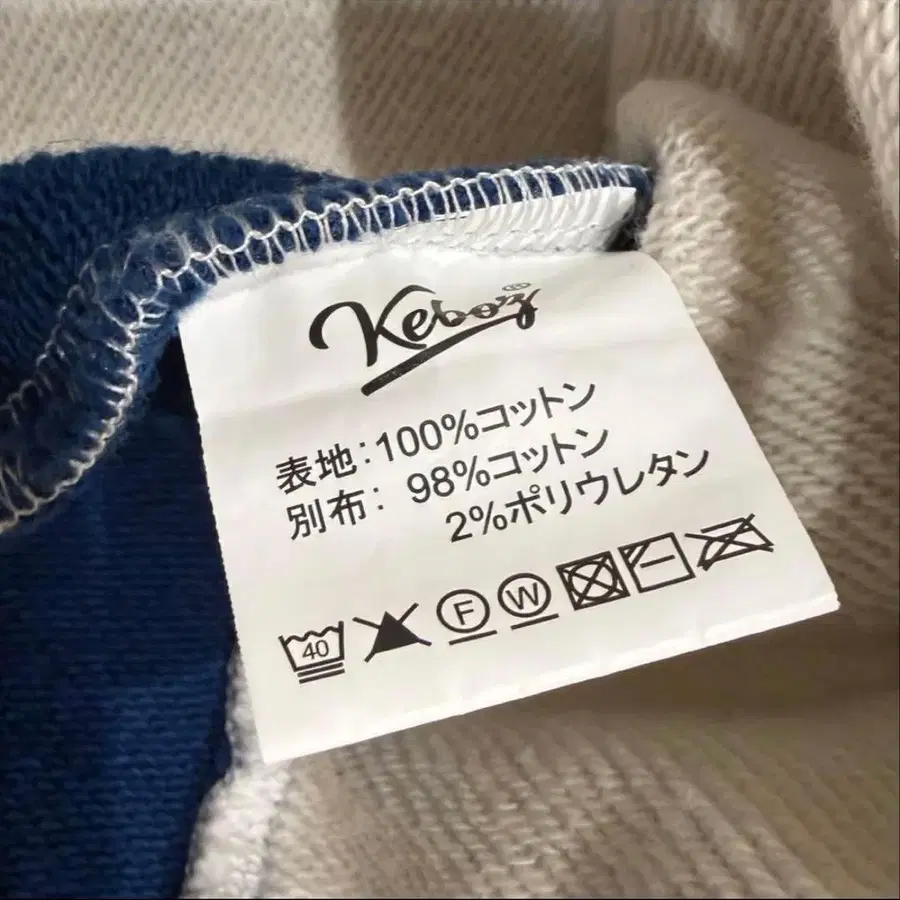 Keboz®
表地：100%コットン
別布： 98%コットン
2%ポリウレタン
40 F W